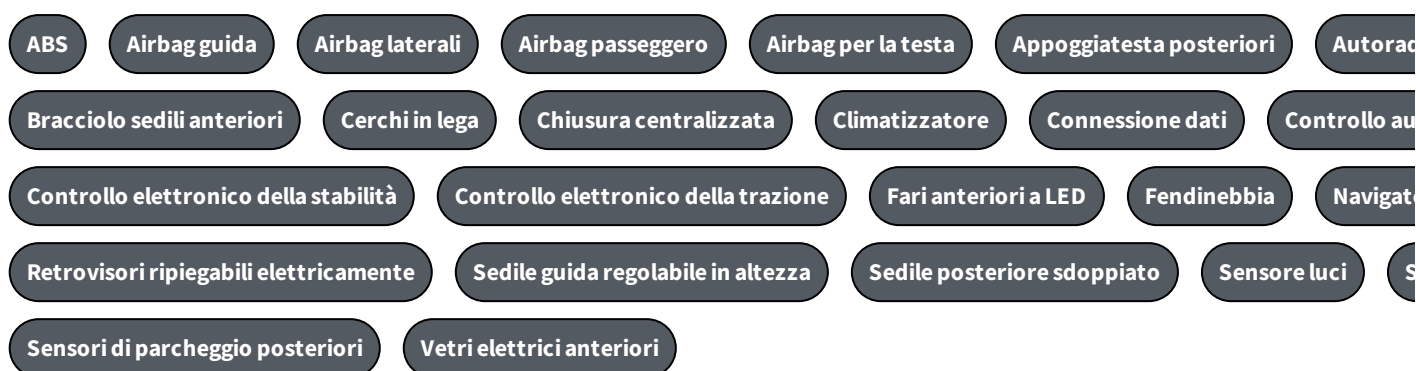 ABS Airbag guida Airbag laterali Airbag passeggero Airbag per la testa Appoggiatesta posteriori
Bracciolo sedili anteriori Cerchi in lega Chiusura centralizzata Climatizzatore Connessione dati Controllo
Controllo elettronico della stabilità Controllo elettronico della trazione Fari anteriori a LED Fendinebbia
Retrovisori ripiegabili elettricamente Sedile guida regolabile in altezza Sedile posteriore sdoppiato Sensore luci
Sensori di parcheggio posteriori Vetri elettrici anteriori